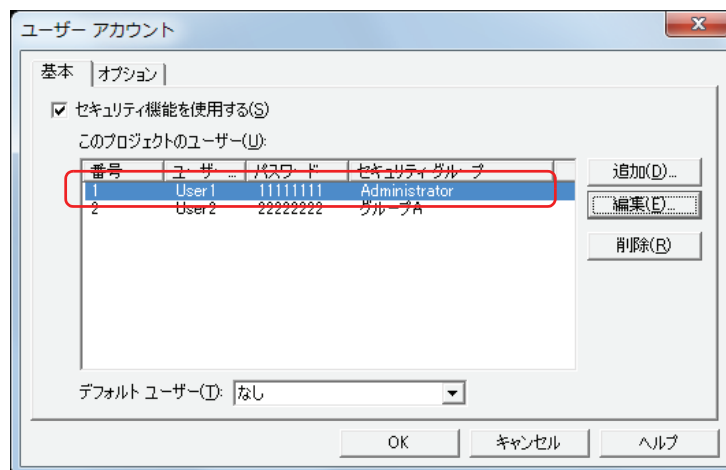 ユーザー アカウント
基本 オプション
セキュリティ機能を使用する(S)
このプロジェクトのユーザー(U):
番号 ユーザー ... パスワード セキュリティ グループ
1 User1 11111111 Administrator
2 User2 22222222 グループA
追加(D)...
編集(E)...
削除(R)
デフォルト ユーザー(T): なし
OK キャンセル ヘルプ